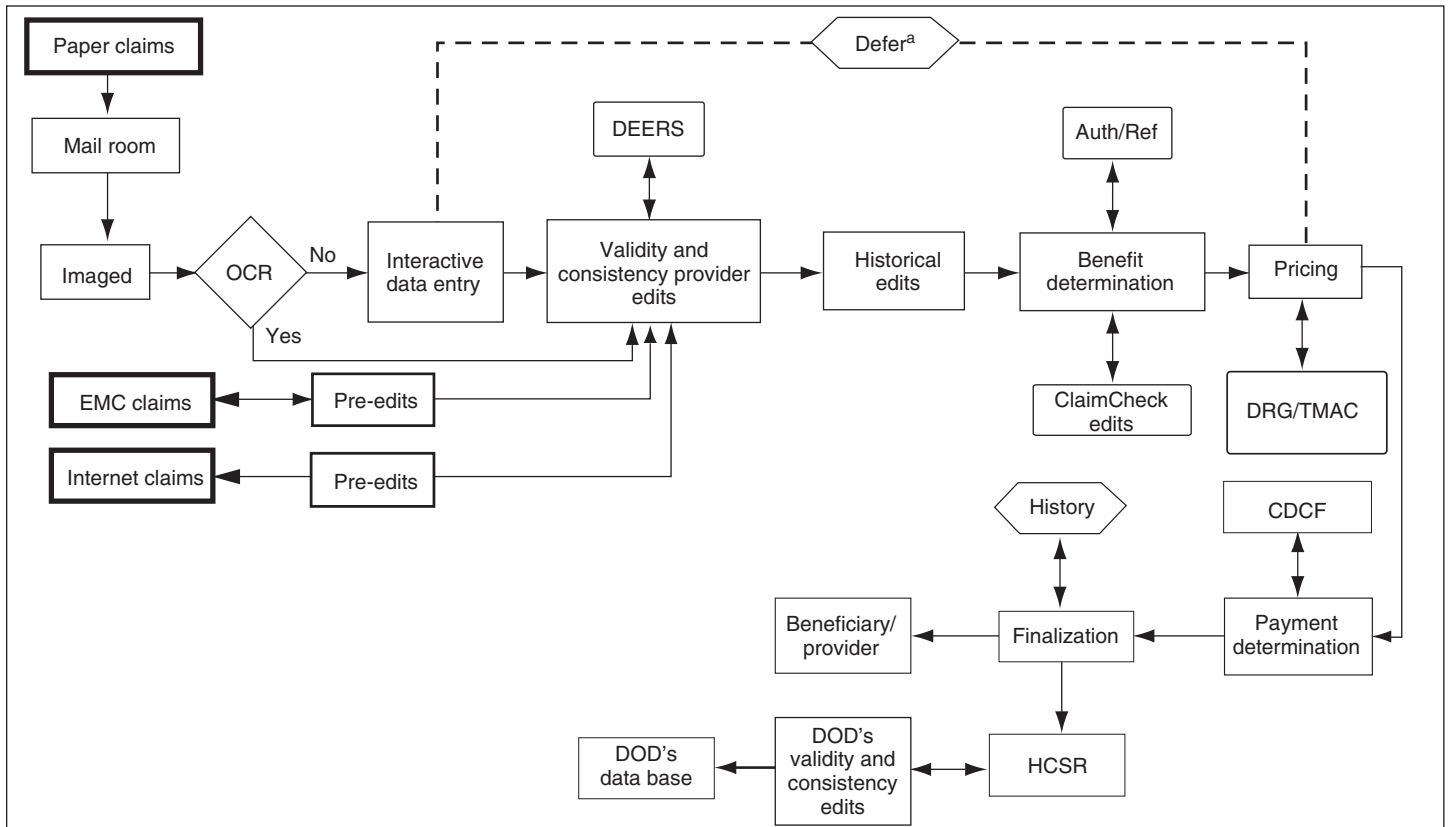 Paper claims
Defer^a
Mail room
DEERS
Auth/Ref
Imaged
OCR
No
Yes
Interactive
data entry
Validity and
consistency provider
edits
Historical
edits
Benefit
determination
Pricing
EMC claims
Pre-edits
ClaimCheck
edits
DRG/TMAC
Internet claims
Pre-edits
History
CDCF
Beneficiary/
provider
Finalization
Payment
determination
DOD's
data base
DOD's
validity and
consistency
edits
HCSR